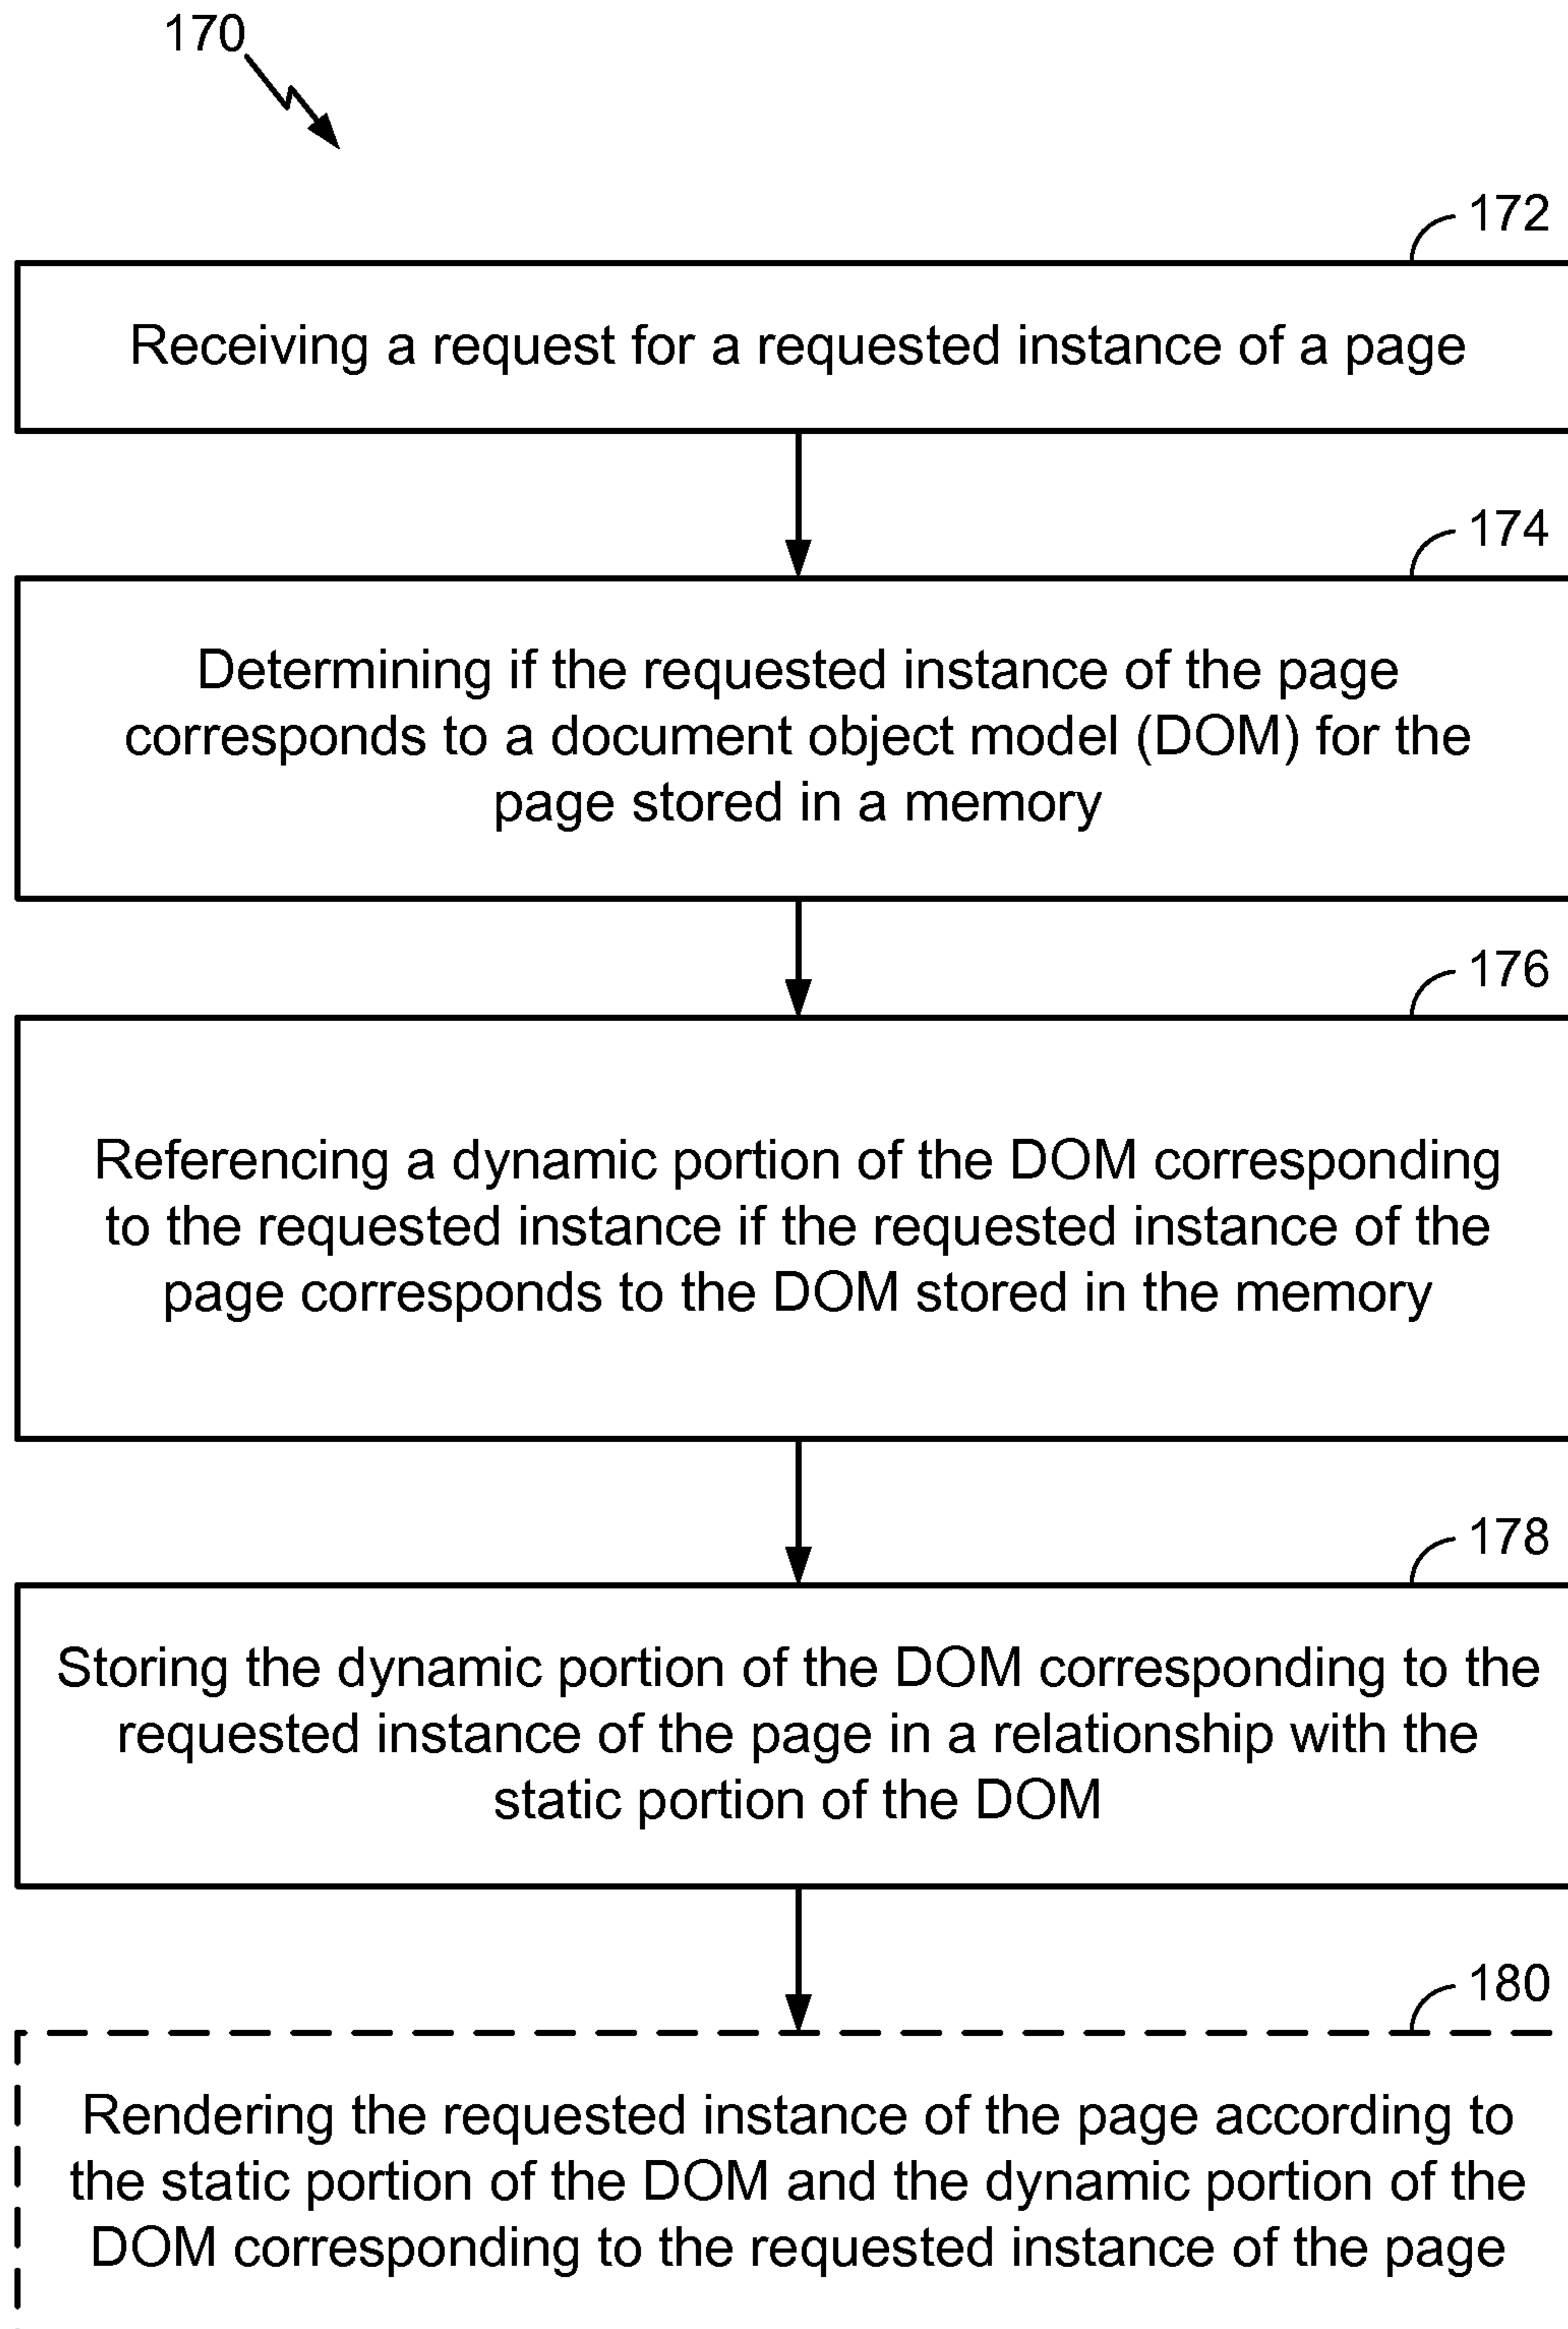 170
172
Receiving a request for a requested instance of a page
174
Determining if the requested instance of the page
corresponds to a document object model (DOM) for the
page stored in a memory
176
Referencing a dynamic portion of the DOM corresponding
to the requested instance if the requested instance of the
page corresponds to the DOM stored in the memory
178
Storing the dynamic portion of the DOM corresponding to the
requested instance of the page in a relationship with the
static portion of the DOM
180
Rendering the requested instance of the page according to
the static portion of the DOM and the dynamic portion of the
DOM corresponding to the requested instance of the page